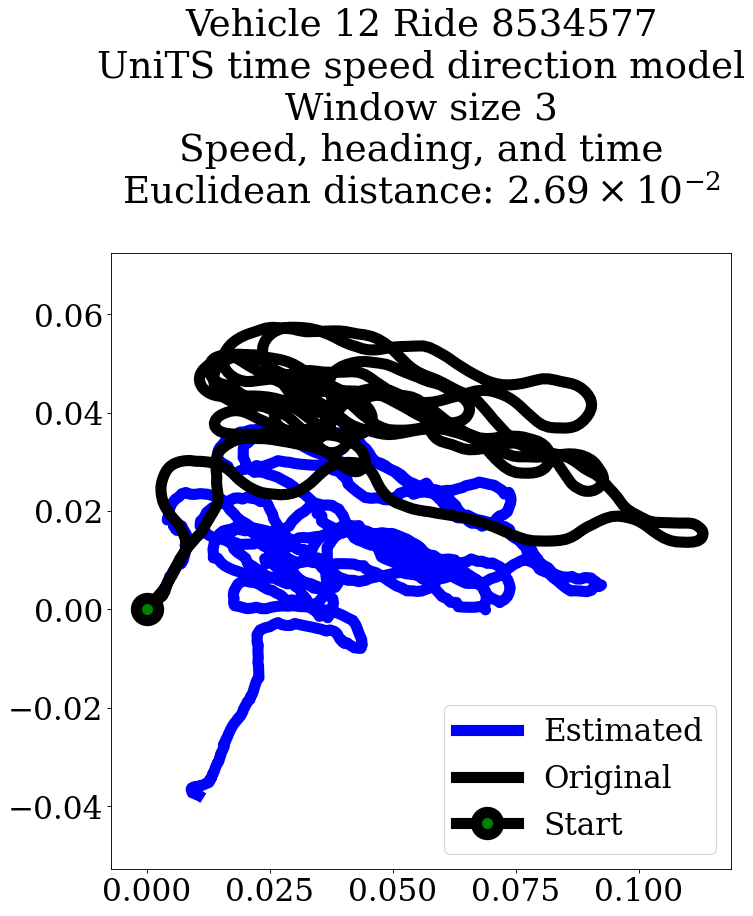 Vehicle 12 Ride 8534577
UniTS time speed direction model
Window size 3
Speed, heading, and time
Euclidean distance: 2.69 × 10⁻²
0.06
0.04
0.02
0.00
−0.02
−0.04
Estimated
Original
Start
0.000 0.025 0.050 0.075 0.100